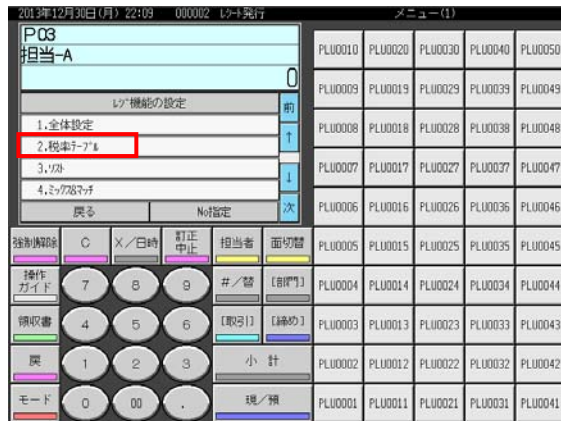 2013年12月30日(月) 22:09 000002 ﾚｼｰﾄ発行 メニュー(1)
P03
担当-A
0
ﾚｼﾞ機能の設定
前
1.全体設定
↑
2.税率ﾃｰﾌﾞﾙ
3.ﾘｽﾄ
↓
4.ﾐｯｸｽ&ﾏｯﾁ
戻る No指定 次
強制解除 C ×/日時 訂正中止 担当者 面切替
操作ガイド 7 8 9 #/替 [部門]
領収書 4 5 6 [取引] [締め]
戻 1 2 3 小 計
モード 0 00 . 現/預
PLU0010 PLU0020 PLU0030 PLU0040 PLU0050
PLU0009 PLU0019 PLU0029 PLU0039 PLU0049
PLU0008 PLU0018 PLU0028 PLU0038 PLU0048
PLU0007 PLU0017 PLU0027 PLU0037 PLU0047
PLU0006 PLU0016 PLU0026 PLU0036 PLU0046
PLU0005 PLU0015 PLU0025 PLU0035 PLU0045
PLU0004 PLU0014 PLU0024 PLU0034 PLU0044
PLU0003 PLU0013 PLU0023 PLU0033 PLU0043
PLU0002 PLU0012 PLU0022 PLU0032 PLU0042
PLU0001 PLU0011 PLU0021 PLU0031 PLU0041